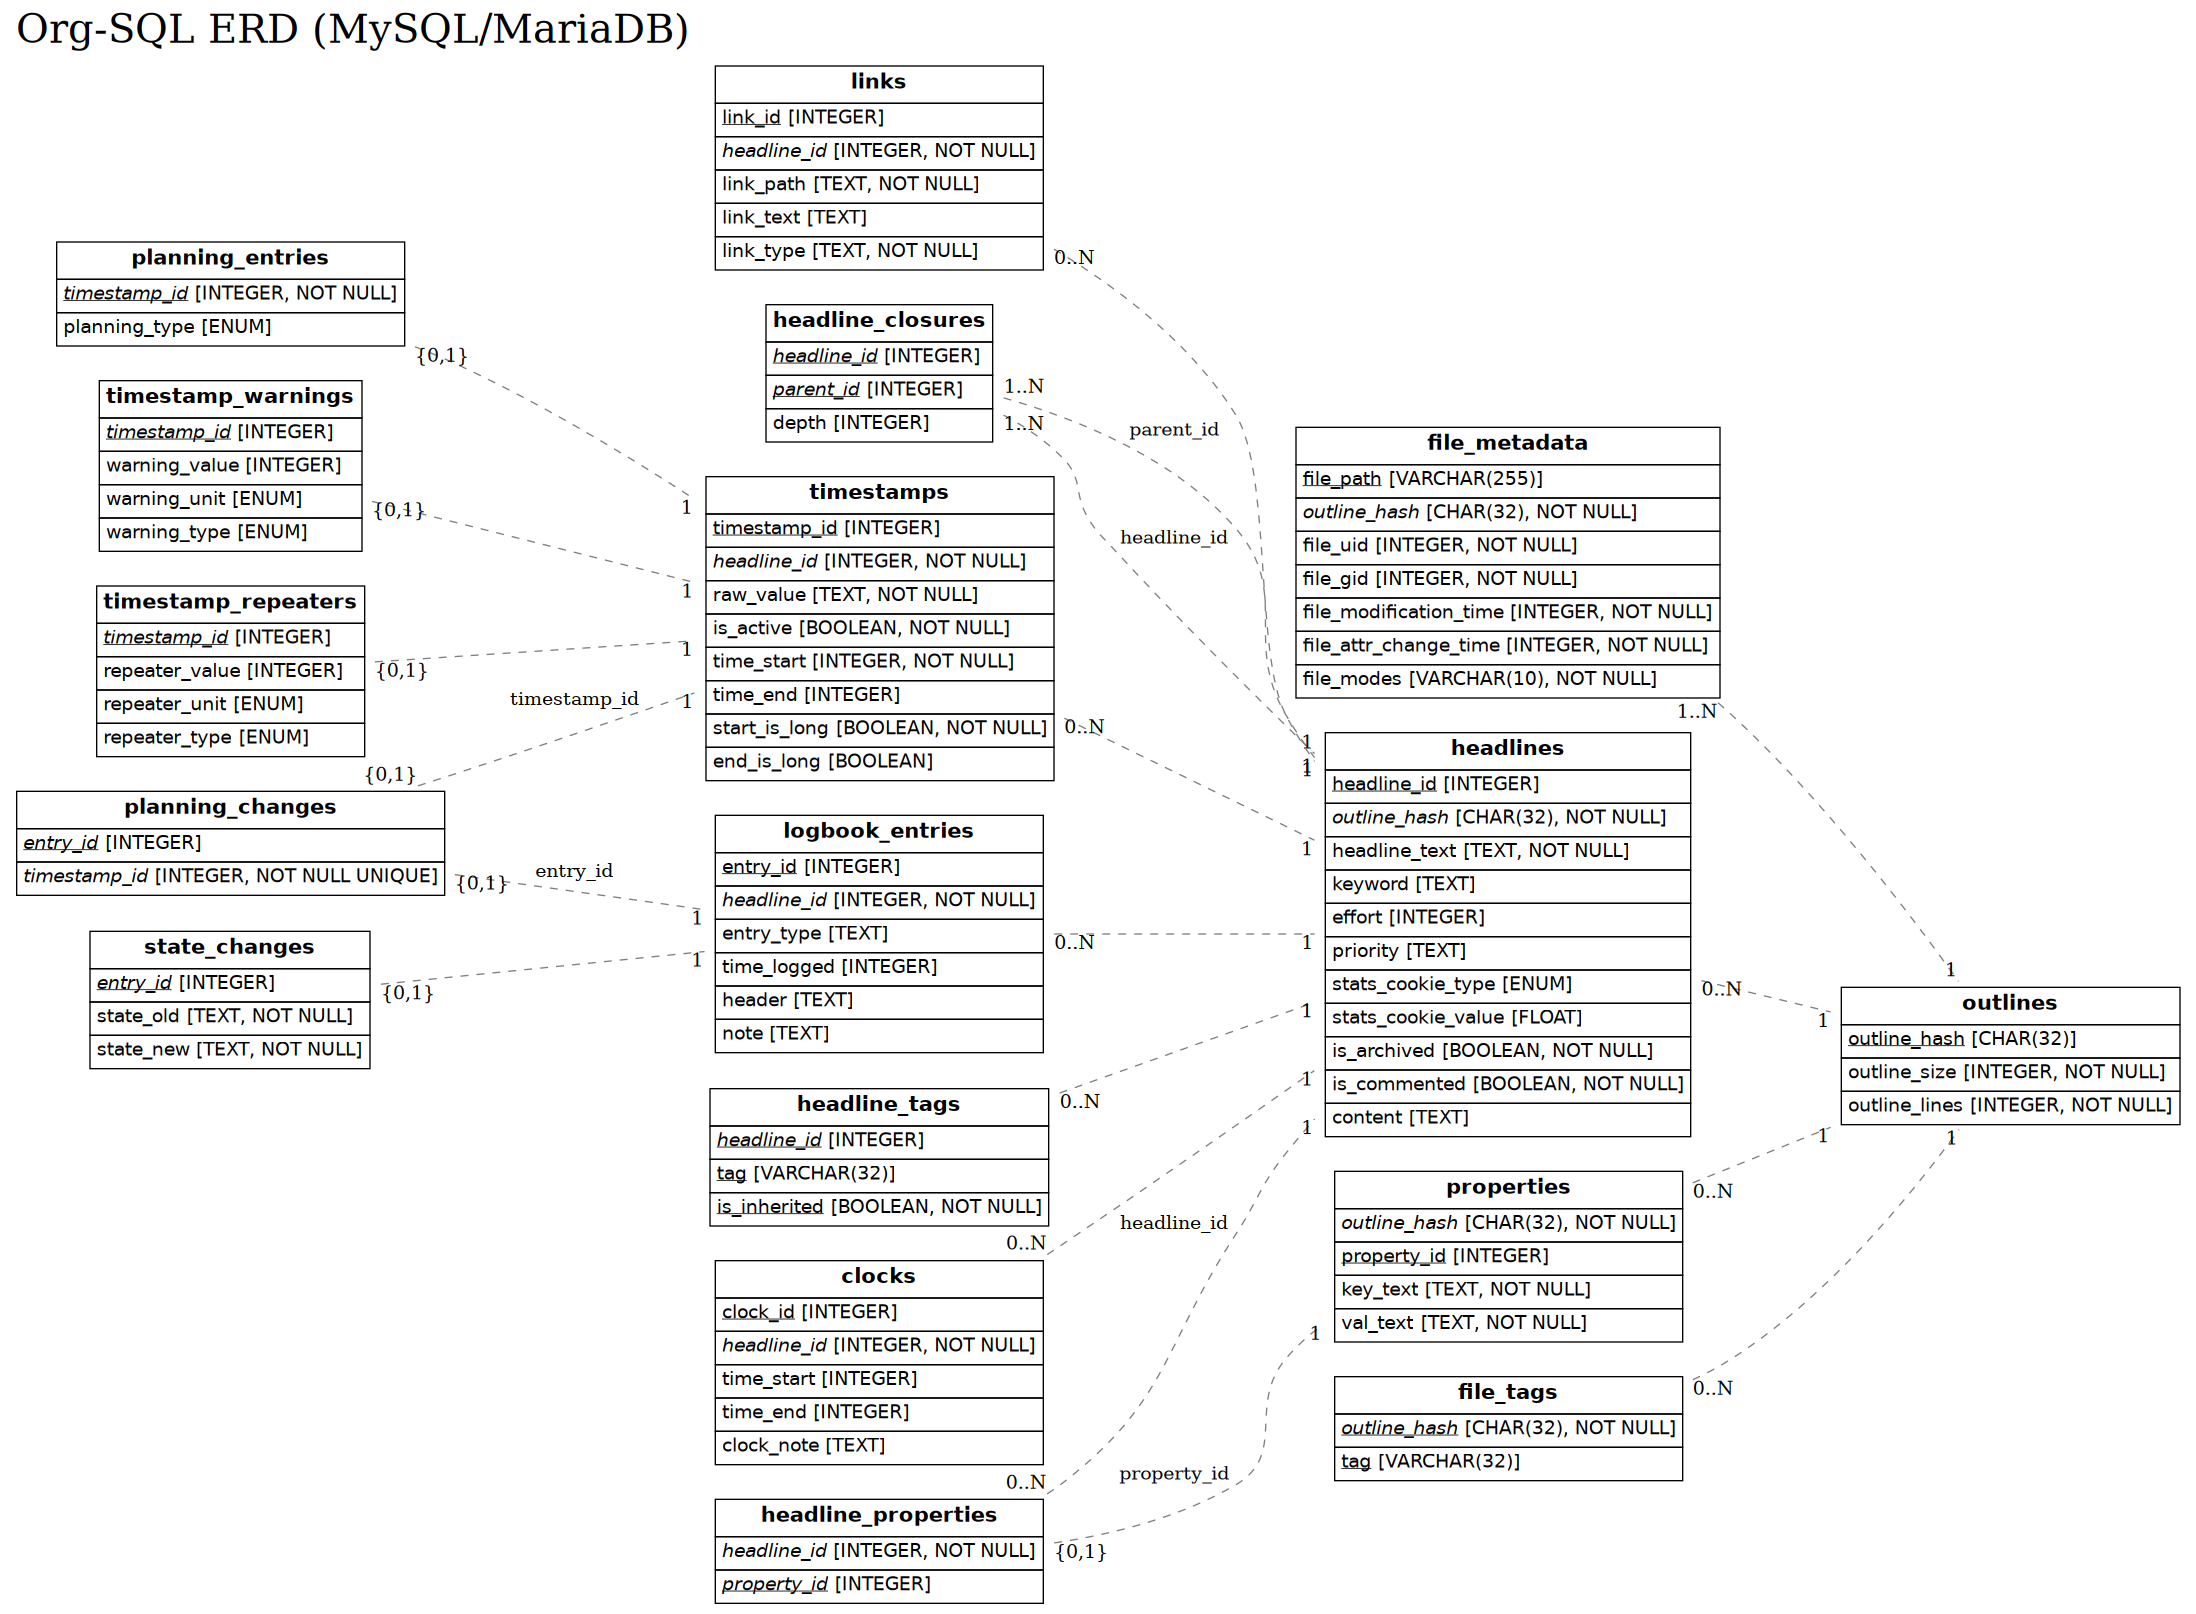 Org-SQL ERD (MySQL/MariaDB)
links
link_id [INTEGER]
headline_id [INTEGER, NOT NULL]
link_path [TEXT, NOT NULL]
link_text [TEXT]
link_type [TEXT, NOT NULL]
0..N
planning_entries
timestamp_id [INTEGER, NOT NULL]
planning_type [ENUM]
{0,1}
1
headline_closures
headline_id [INTEGER]
parent_id [INTEGER]
depth [INTEGER]
1..N
1..N
parent_id
headline_id
timestamp_warnings
timestamp_id [INTEGER]
warning_value [INTEGER]
warning_unit [ENUM]
warning_type [ENUM]
{0,1}
1
timestamps
timestamp_id [INTEGER]
headline_id [INTEGER, NOT NULL]
raw_value [TEXT, NOT NULL]
is_active [BOOLEAN, NOT NULL]
time_start [INTEGER, NOT NULL]
time_end [INTEGER]
start_is_long [BOOLEAN, NOT NULL]
end_is_long [BOOLEAN]
0..N
1
file_metadata
file_path [VARCHAR(255)]
outline_hash [CHAR(32), NOT NULL]
file_uid [INTEGER, NOT NULL]
file_gid [INTEGER, NOT NULL]
file_modification_time [INTEGER, NOT NULL]
file_attr_change_time [INTEGER, NOT NULL]
file_modes [VARCHAR(10), NOT NULL]
1..N
1
timestamp_repeaters
timestamp_id [INTEGER]
repeater_value [INTEGER]
repeater_unit [ENUM]
repeater_type [ENUM]
{0,1}
1
timestamp_id
1
{0,1}
planning_changes
entry_id [INTEGER]
timestamp_id [INTEGER, NOT NULL UNIQUE]
{0,1}
entry_id
1
logbook_entries
entry_id [INTEGER]
headline_id [INTEGER, NOT NULL]
entry_type [TEXT]
time_logged [INTEGER]
header [TEXT]
note [TEXT]
0..N
1
1
1
1
headlines
headline_id [INTEGER]
outline_hash [CHAR(32), NOT NULL]
headline_text [TEXT, NOT NULL]
keyword [TEXT]
effort [INTEGER]
priority [TEXT]
stats_cookie_type [ENUM]
stats_cookie_value [FLOAT]
is_archived [BOOLEAN, NOT NULL]
is_commented [BOOLEAN, NOT NULL]
content [TEXT]
0..N
1
state_changes
entry_id [INTEGER]
state_old [TEXT, NOT NULL]
state_new [TEXT, NOT NULL]
{0,1}
1
outlines
outline_hash [CHAR(32)]
outline_size [INTEGER, NOT NULL]
outline_lines [INTEGER, NOT NULL]
1
1
headline_tags
headline_id [INTEGER]
tag [VARCHAR(32)]
is_inherited [BOOLEAN, NOT NULL]
0..N
1
clocks
clock_id [INTEGER]
headline_id [INTEGER, NOT NULL]
time_start [INTEGER]
time_end [INTEGER]
clock_note [TEXT]
0..N
1
headline_id
1
properties
outline_hash [CHAR(32), NOT NULL]
property_id [INTEGER]
key_text [TEXT, NOT NULL]
val_text [TEXT, NOT NULL]
0..N
1
file_tags
outline_hash [CHAR(32), NOT NULL]
tag [VARCHAR(32)]
0..N
property_id
0..N
headline_properties
headline_id [INTEGER, NOT NULL]
property_id [INTEGER]
{0,1}